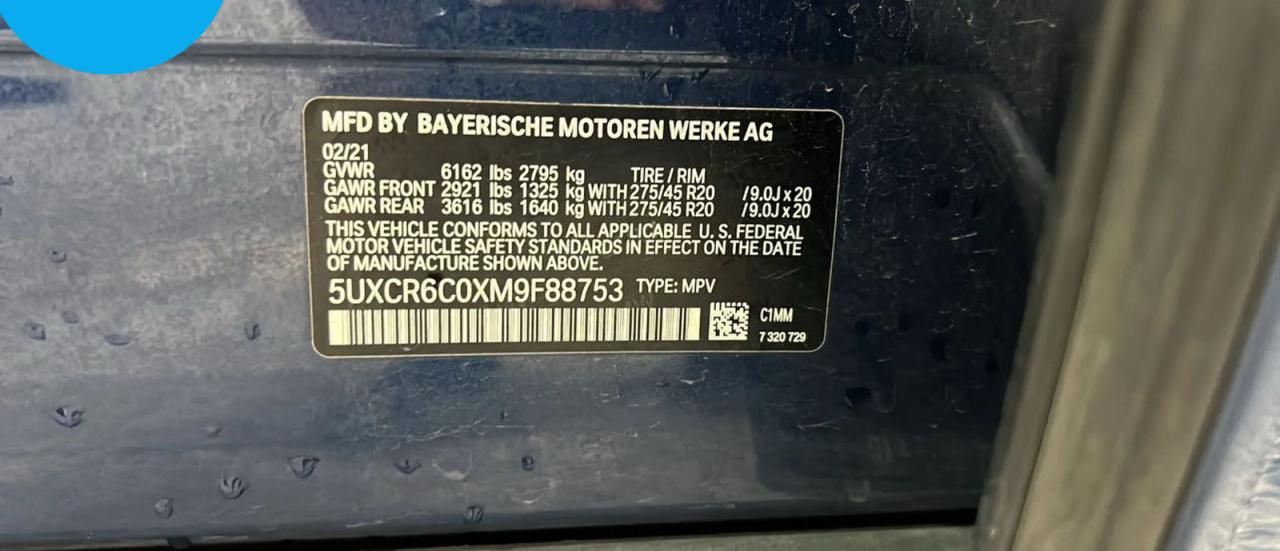 MFD BY BAYERISCHE MOTOREN WERKE AG
02/21
GVWR 6162 lbs 2795 kg TIRE / RIM
GAWR FRONT 2921 lbs 1325 kg WITH 275/45 R20 /9.0J x 20
GAWR REAR 3616 lbs 1640 kg WITH 275/45 R20 /9.0J x 20
THIS VEHICLE CONFORMS TO ALL APPLICABLE U. S. FEDERAL
MOTOR VEHICLE SAFETY STANDARDS IN EFFECT ON THE DATE
OF MANUFACTURE SHOWN ABOVE.
5UXCR6C0XM9F88753 TYPE: MPV
C1MM
7 320 729